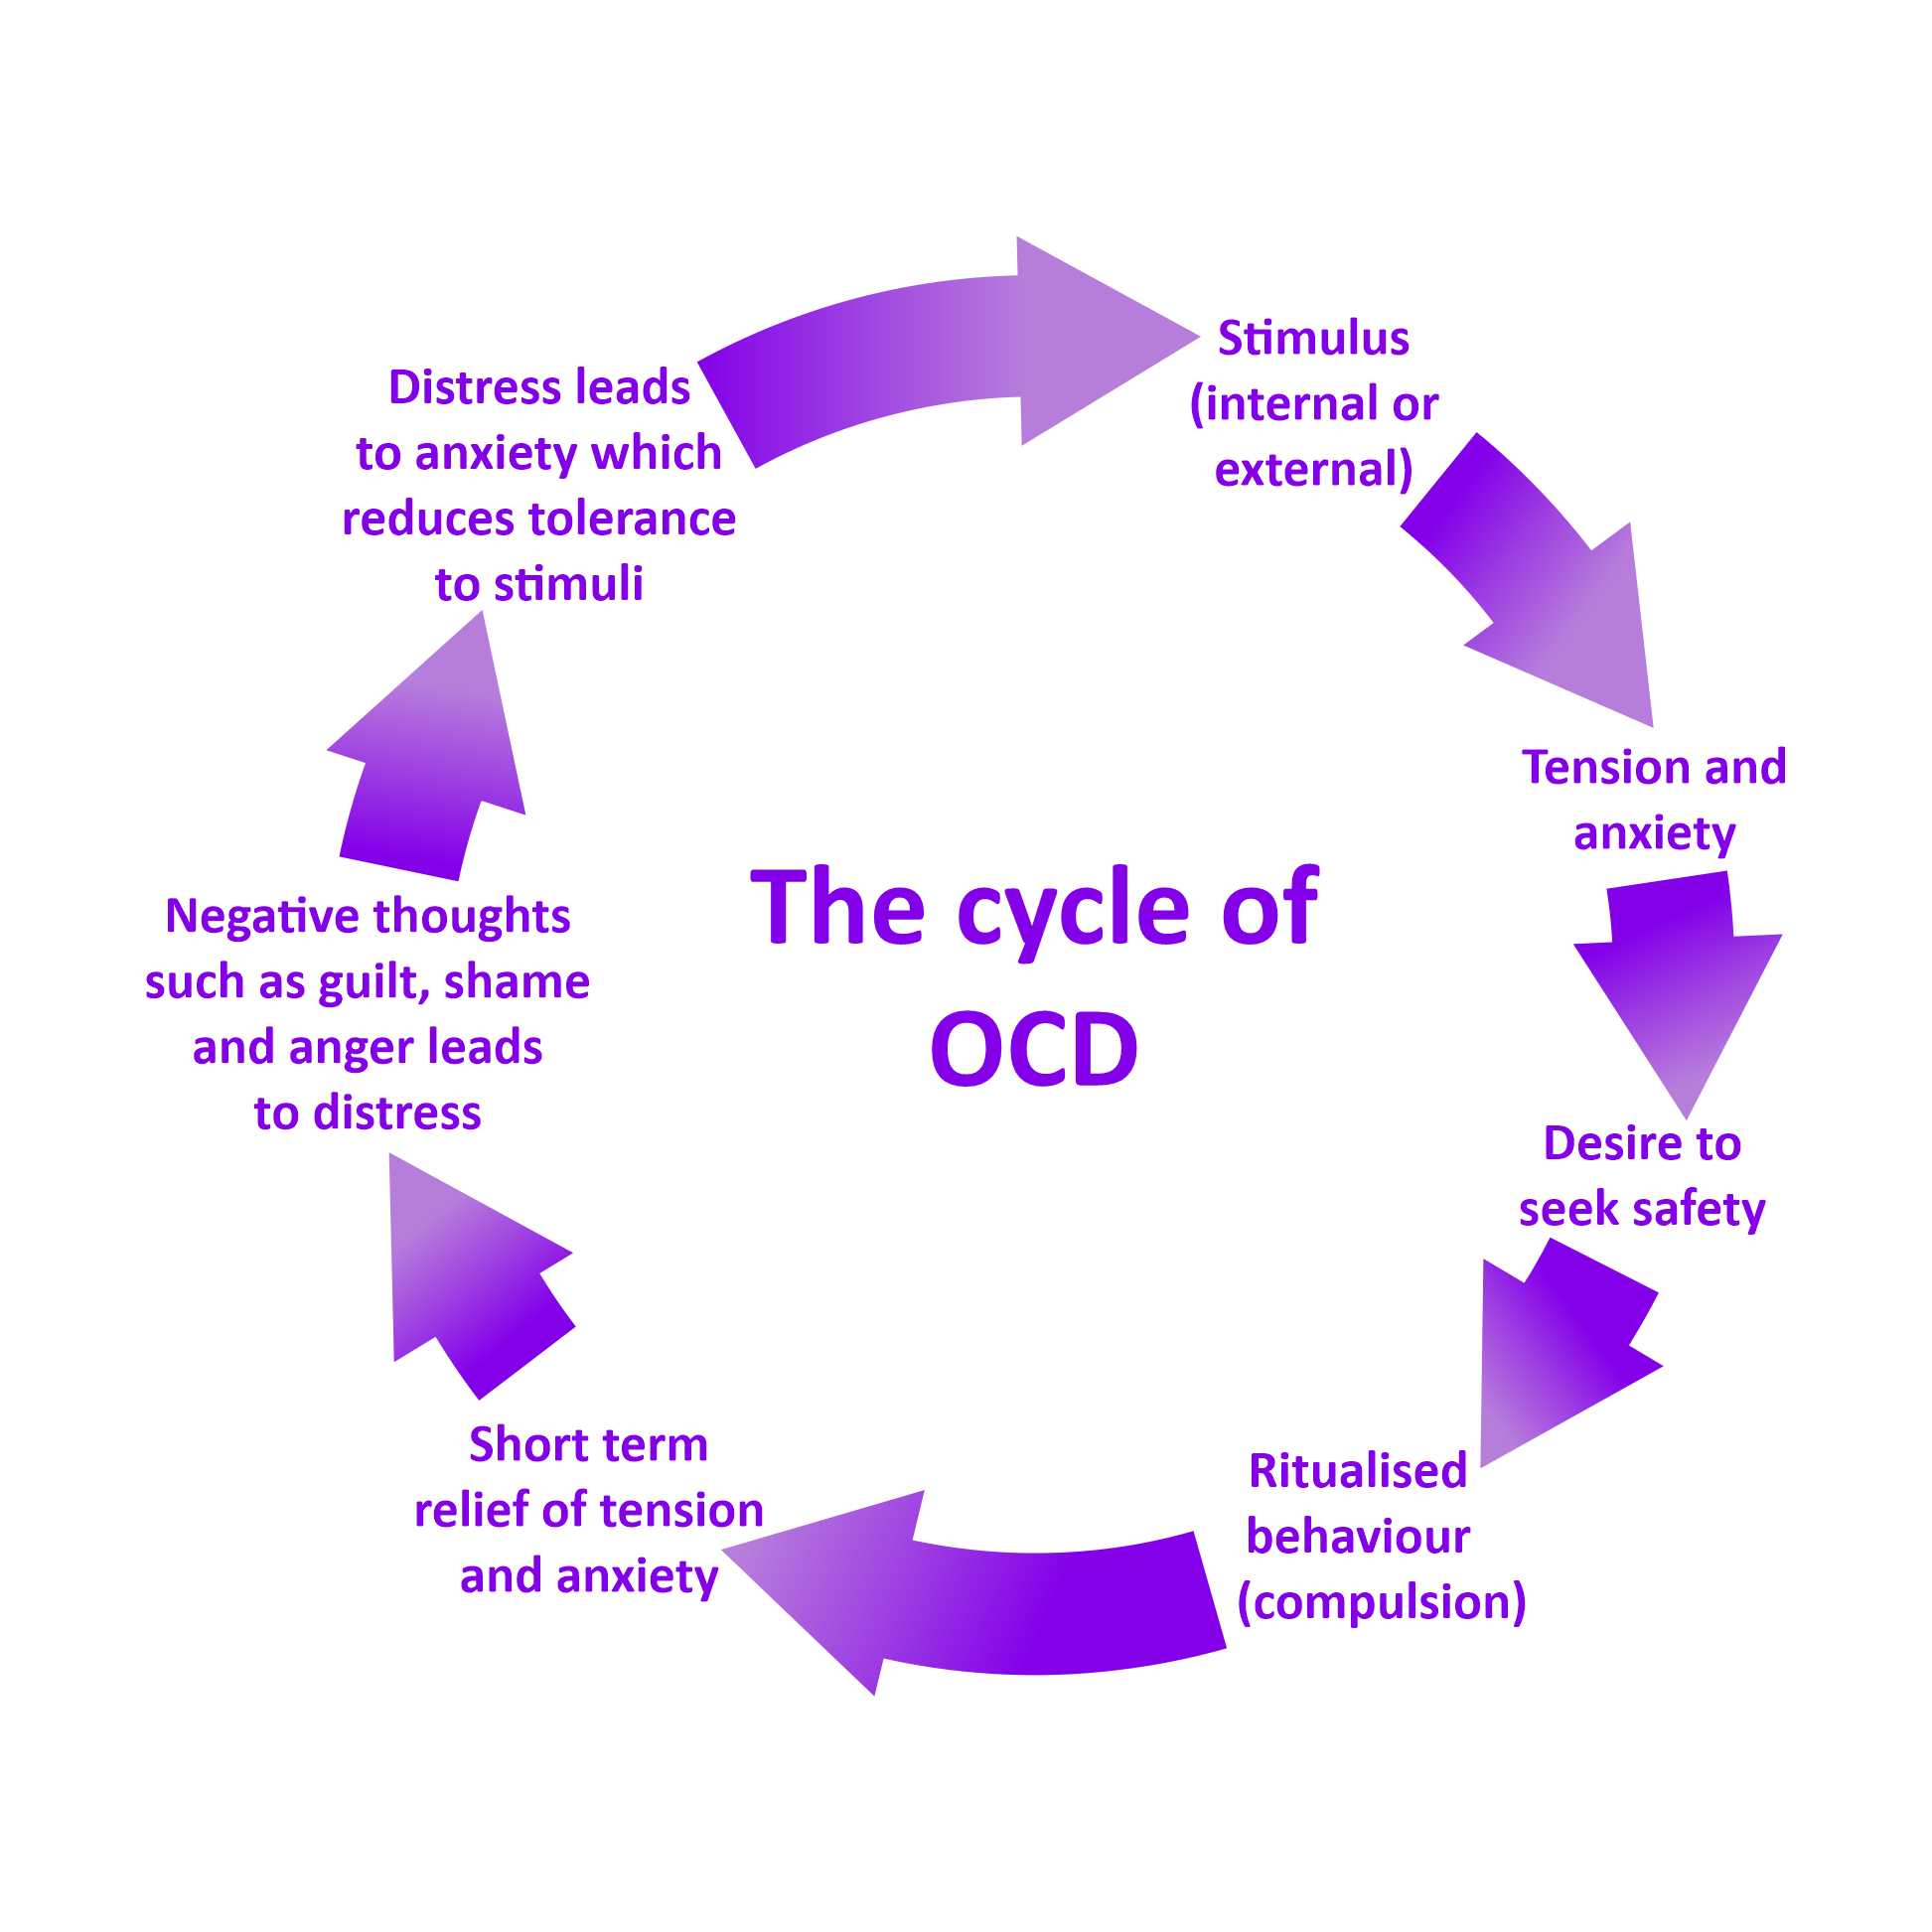 The cycle of
OCD
Stimulus
(internal or
external)
Tension and
anxiety
Desire to
seek safety
Ritualised
behaviour
(compulsion)
Short term
relief of tension
and anxiety
Negative thoughts
such as guilt, shame
and anger leads
to distress
Distress leads
to anxiety which
reduces tolerance
to stimuli